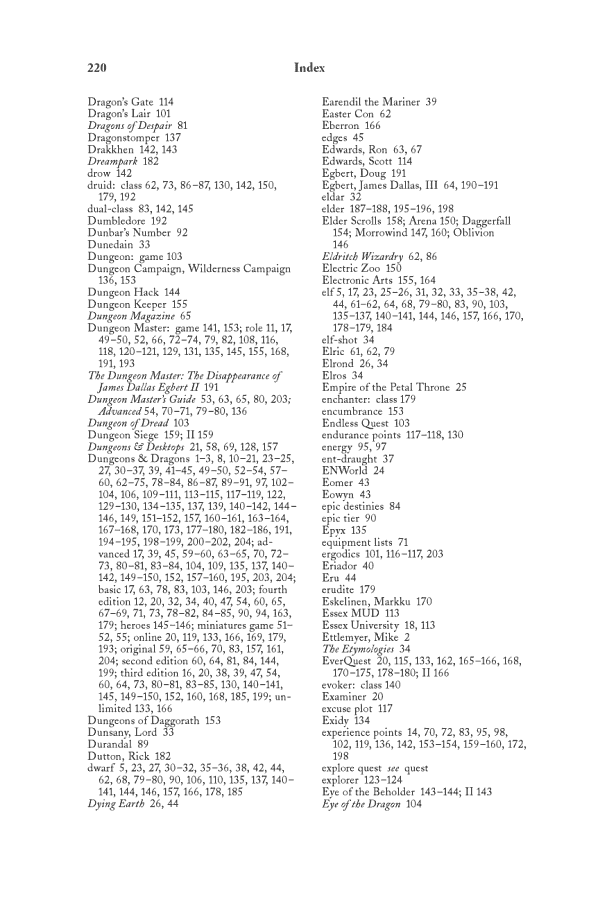 220
Index
Dragon's Gate 114
Dragon's Lair 101
Dragons of Despair 81
Dragonstomper 137
Drakkhen 142, 143
Dreampark 182
drow 142
druid: class 62, 73, 86–87, 130, 142, 150,
179, 192
dual-class 83, 142, 145
Dumbledore 192
Dunbar's Number 92
Dunedain 33
Dungeon: game 103
Dungeon Campaign, Wilderness Campaign
136, 153
Dungeon Hack 144
Dungeon Keeper 155
Dungeon Magazine 65
Dungeon Master: game 141, 153; role 11, 17,
49–50, 52, 66, 72–74, 79, 82, 108, 116,
118, 120–121, 129, 131, 135, 145, 155, 168,
191, 193
The Dungeon Master: The Disappearance of
James Dallas Egbert II 191
Dungeon Master's Guide 53, 63, 65, 80, 203;
Advanced 54, 70–71, 79–80, 136
Dungeon of Dread 103
Dungeon Siege 159; II 159
Dungeons & Desktops 21, 58, 69, 128, 157
Dungeons & Dragons 1–3, 8, 10–21, 23–25,
27, 30–37, 39, 41–45, 49–50, 52–54, 57–
60, 62–75, 78–84, 86–87, 89–91, 97, 102–
104, 106, 109–111, 113–115, 117–119, 122,
129–130, 134–135, 137, 139, 140–142, 144–
146, 149, 151–152, 157, 160–161, 163–164,
167–168, 170, 173, 177–180, 182–186, 191,
194–195, 198–199, 200–202, 204; ad-
vanced 17, 39, 45, 59–60, 63–65, 70, 72–
73, 80–81, 83–84, 104, 109, 135, 137, 140–
142, 149–150, 152, 157–160, 195, 203, 204;
basic 17, 63, 78, 83, 103, 146, 203; fourth
edition 12, 20, 32, 34, 40, 47, 54, 60, 65,
67–69, 71, 73, 78–82, 84–85, 90, 94, 163,
179; heroes 145–146; miniatures game 51–
52, 55; online 20, 119, 133, 166, 169, 179,
193; original 59, 65–66, 70, 83, 157, 161,
204; second edition 60, 64, 81, 84, 144,
199; third edition 16, 20, 38, 39, 47, 54,
60, 64, 73, 80–81, 83–85, 130, 140–141,
145, 149–150, 152, 160, 168, 185, 199; un-
limited 133, 166
Dungeons of Daggorath 153
Dunsany, Lord 33
Durandal 89
Dutton, Rick 182
dwarf 5, 23, 27, 30–32, 35–36, 38, 42, 44,
62, 68, 79–80, 90, 106, 110, 135, 137, 140–
141, 144, 146, 157, 166, 178, 185
Dying Earth 26, 44
Earendil the Mariner 39
Easter Con 62
Eberron 166
edges 45
Edwards, Ron 63, 67
Edwards, Scott 114
Egbert, Doug 191
Egbert, James Dallas, III 64, 190–191
eldar 32
elder 187–188, 195–196, 198
Elder Scrolls 158; Arena 150; Daggerfall
154; Morrowind 147, 160; Oblivion
146
Eldritch Wizardry 62, 86
Electric Zoo 150
Electronic Arts 155, 164
elf 5, 17, 23, 25–26, 31, 32, 33, 35–38, 42,
44, 61–62, 64, 68, 79–80, 83, 90, 103,
135–137, 140–141, 144, 146, 157, 166, 170,
178–179, 184
elf-shot 34
Elric 61, 62, 79
Elrond 26, 34
Elros 34
Empire of the Petal Throne 25
enchanter: class 179
encumbrance 153
Endless Quest 103
endurance points 117–118, 130
energy 95, 97
ent-draught 37
ENWorld 24
Eomer 43
Eowyn 43
epic destinies 84
epic tier 90
Epyx 135
equipment lists 71
ergodics 101, 116–117, 203
Eriador 40
Eru 44
erudite 179
Eskelinen, Markku 170
Essex MUD 113
Essex University 18, 113
Ettlemyer, Mike 2
The Etymologies 34
EverQuest 20, 115, 133, 162, 165–166, 168,
170–175, 178–180; II 166
evoker: class 140
Examiner 20
excuse plot 117
Exidy 134
experience points 14, 70, 72, 83, 95, 98,
102, 119, 136, 142, 153–154, 159–160, 172,
198
explore quest see quest
explorer 123–124
Eye of the Beholder 143–144; II 143
Eye of the Dragon 104